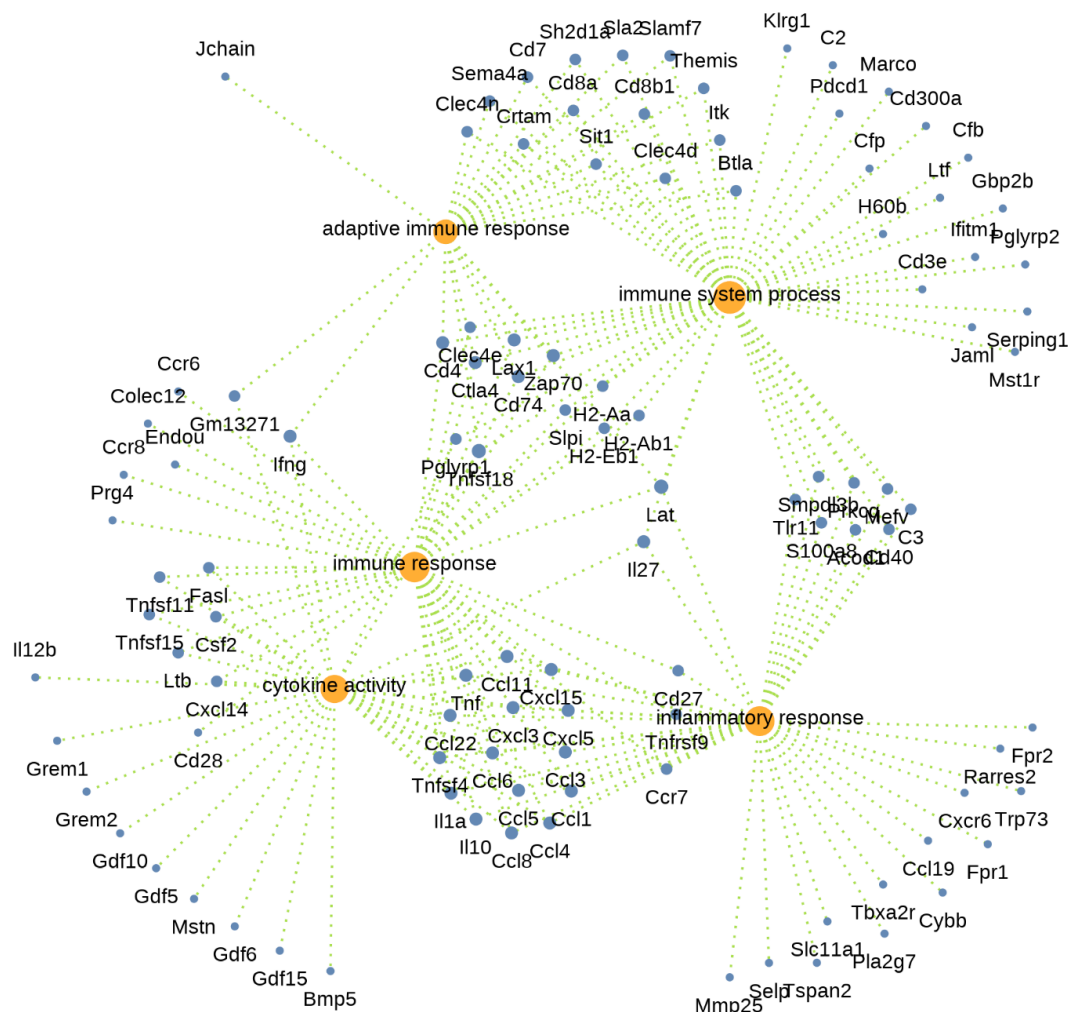 Klrg1
Sh2d1a
Sla2
Slamf7
C2
Jchain
Cd7
Themis
Marco
Sema4a
Cd8a
Cd8b1
Pdcd1
Cd300a
Clec4n
Crtam
Itk
Cfb
Sit1
Clec4d
Btla
Cfp
Ltf
Gbp2b
H60b
adaptive immune response
Ifitm1
Pglyrp2
Cd3e
immune system process
Serping1
Clec4e
Jaml
Ccr6
Cd4
Lax1
Zap70
Mst1r
Colec12
Ctla4
Cd74
Gm13271
H2-Aa
Endou
Slpi
H2-Ab1
Ccr8
Ifng
H2-Eb1
Pglyrp1
Tnfsf18
Prg4
Smpdl3b
Prkcq
Mefv
Lat
Tlr11
C3
S100a8
Acod1
Cd40
immune response
Il27
Fasl
Tnfsf11
Tnfsf15
Csf2
Il12b
Ltb
cytokine activity
Ccl11
Cxcl15
Cd27
Tnf
Cxcl14
inflammatory response
Cxcl3
Cxcl5
Tnfrsf9
Ccl22
Cd28
Fpr2
Grem1
Tnfsf4
Ccl6
Ccl3
Rarres2
Ccr7
Grem2
Il1a
Ccl5
Ccl1
Cxcr6
Trp73
Il10
Ccl4
Gdf10
Ccl8
Ccl19
Fpr1
Gdf5
Tbxa2r
Cybb
Mstn
Gdf6
Slc11a1
Pla2g7
Gdf15
Selp
Tspan2
Bmp5
Mmp25